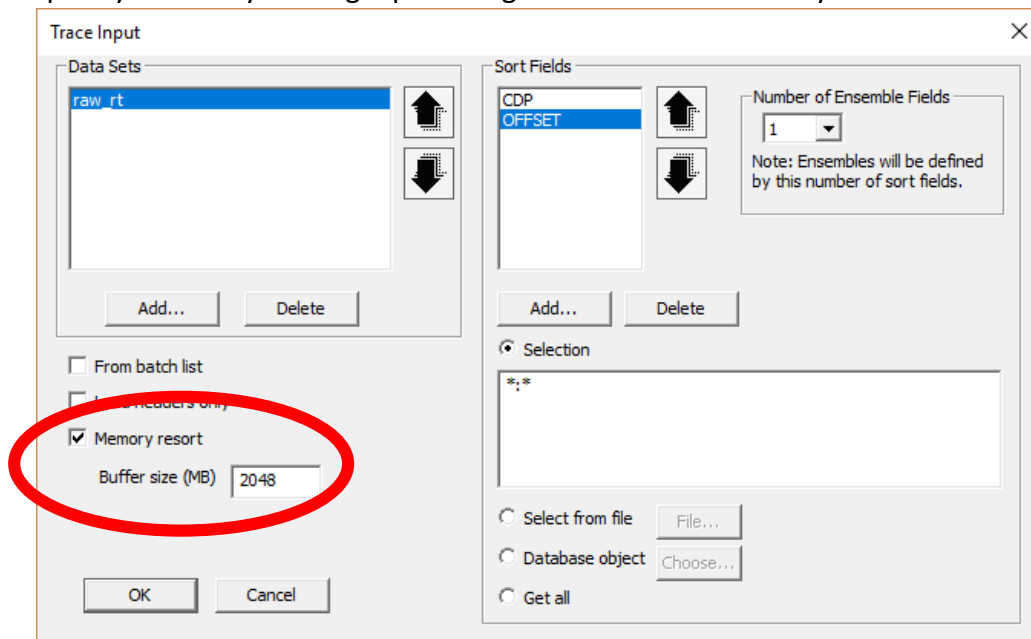 Trace Input
Data Sets
raw_rt
Add...
Delete
From batch list
Memory resort
Buffer size (MB)
2048
OK
Cancel
Sort Fields
CDP
OFFSET
Number of Ensemble Fields
1
Note: Ensembles will be defined
by this number of sort fields.
Add...
Delete
Selection
*:*
Select from file
File...
Database object
Choose...
Get all